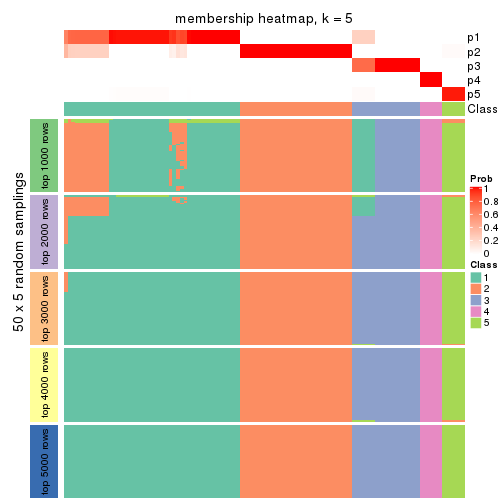 membership heatmap, k = 5
p1
p2
p3
p4
p5
Class
50 x 5 random samplings
top 1000 rows
top 2000 rows
top 3000 rows
top 4000 rows
top 5000 rows
Prob
1
0.8
0.6
0.4
0.2
0
Class
1
2
3
4
5